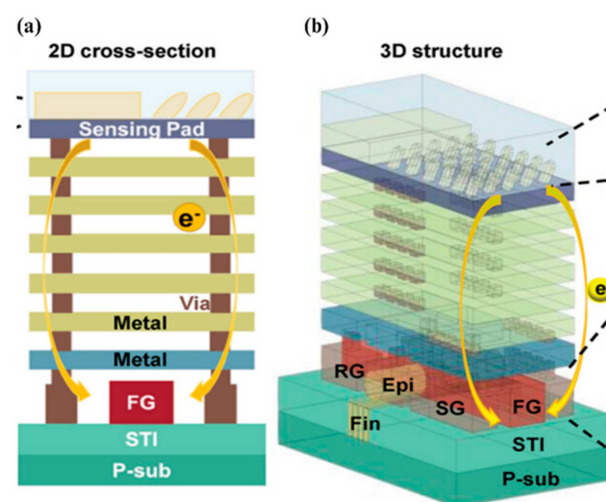 (a)
2D cross-section
Sensing Pad
e-
Via
Metal
Metal
FG
STI
P-sub
(b)
3D structure
e
RG
Epi
SG
FG
Fin
STI
P-sub